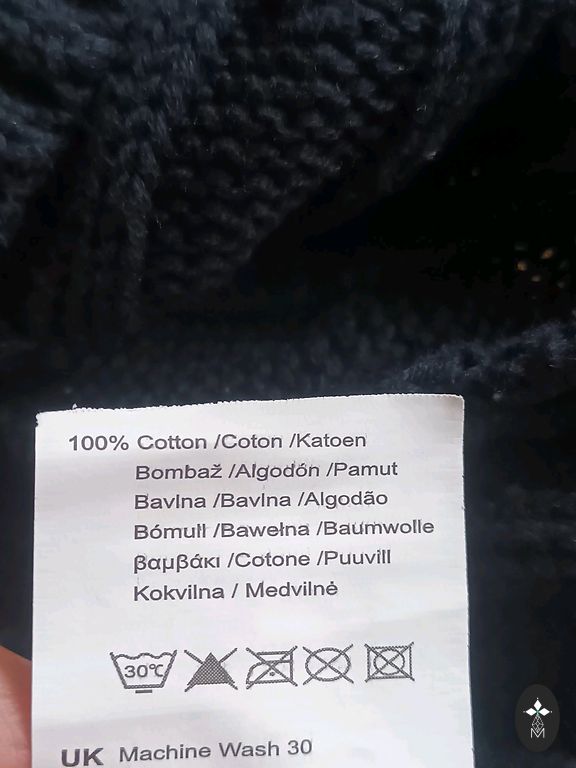 100% Cotton /Coton /Katoen
Bombaž /Algodón /Pamut
Bavlna /Bavlna /Algodão
Bómull /Bawełna /Baumwolle
βαμβάκι /Cotone /Puuvill
Kokvilna / Medvilnė
30°C
UK Machine Wash 30
M